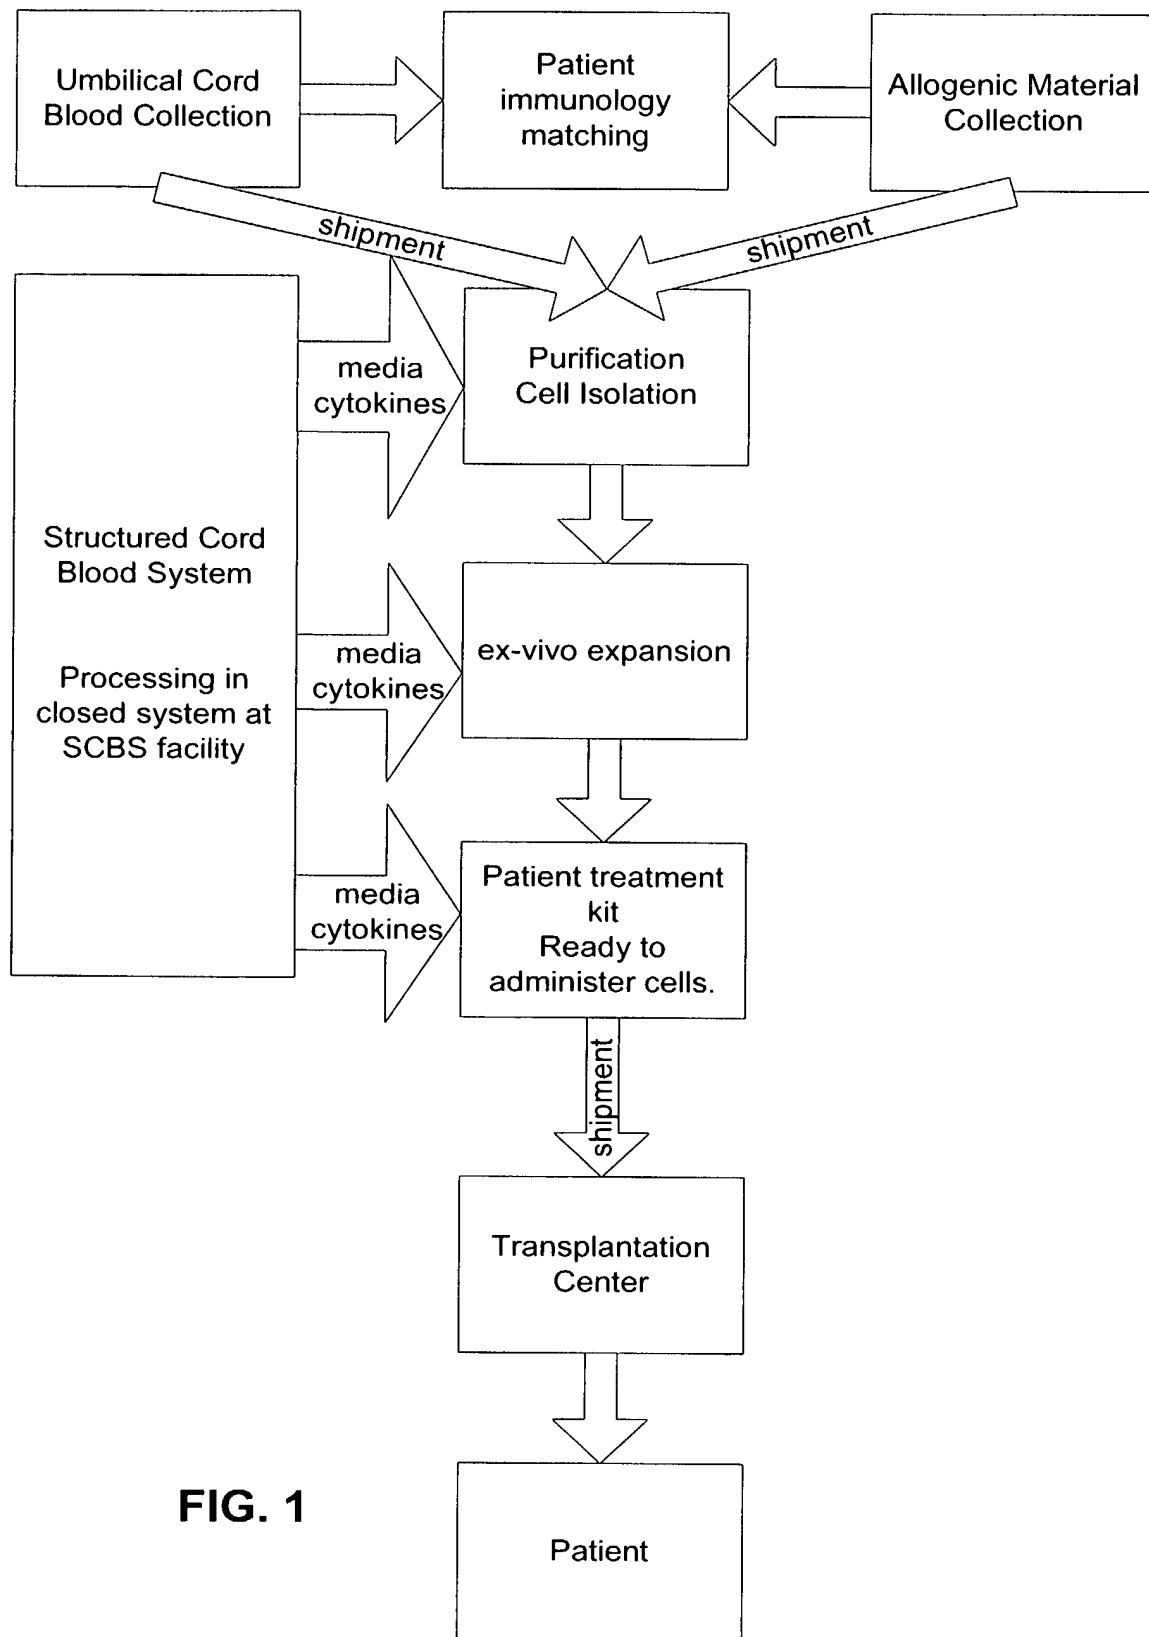 Umbilical Cord
Blood Collection
Patient
immunology
matching
Allogenic Material
Collection
shipment
shipment
Purification
Cell Isolation
media
cytokines
Structured Cord
Blood System
Processing in
closed system at
SCBS facility
ex-vivo expansion
media
cytokines
Patient treatment
kit
Ready to
administer cells.
media
cytokines
shipment
Transplantation
Center
FIG. 1
Patient